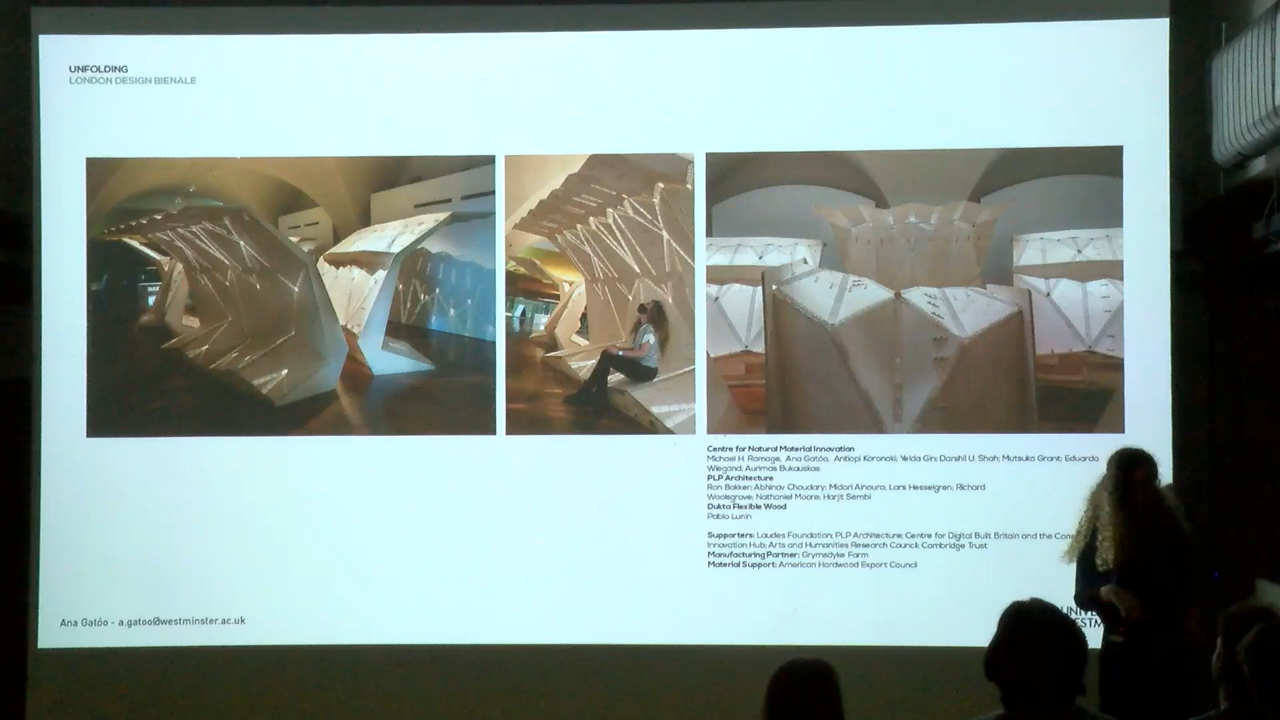 UNFOLDING
LONDON DESIGN BIENALE
Centre for Natural Material Innovation
Michael H. Ramage, Ana Gatóo, Antiopi Koronaki; Yelda Gin; Darshil U. Shah; Mutsuko Grant; Eduardo
Wiegand; Aurimas Bukauskas
PLP Architecture
Ron Bakker; Abhinav Choudary; Midori Ainoura; Lars Hesselgren; Richard
Woolsgrove; Nathaniel Moore; Harjit Sembi
Dukta Flexible Wood
Pablo Lunin
Supporters: Laudes Foundation; PLP Architecture; Centre for Digital Built Britain and the
Innovation Hub; Arts and Humanities Research Council; Cambridge Trust
Manufacturing Partner: Grymsdyke Farm
Material Support: American Hardwood Export Council
Ana Gatóo - a.gatoo@westminster.ac.uk